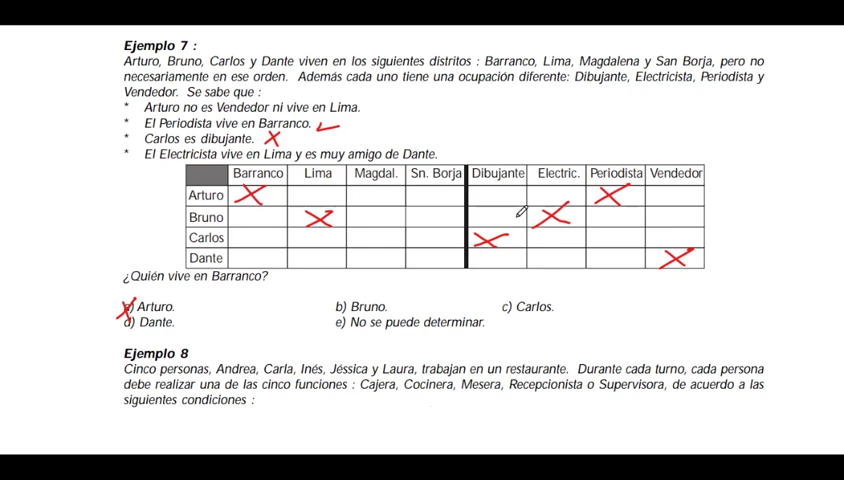 Ejemplo 7 :
Arturo, Bruno, Carlos y Dante viven en los siguientes distritos : Barranco, Lima, Magdalena y San Borja, pero no
necesariamente en ese orden. Además cada uno tiene una ocupación diferente: Dibujante, Electricista, Periodista y
Vendedor. Se sabe que :
* Arturo no es Vendedor ni vive en Lima.
* El Periodista vive en Barranco.
* Carlos es dibujante.
* El Electricista vive en Lima y es muy amigo de Dante.
Barranco Lima Magdal. Sn. Borja Dibujante Electric. Periodista Vendedor
Arturo X X
Bruno X X
Carlos X
Dante X
¿Quién vive en Barranco?
a) Arturo. b) Bruno. c) Carlos.
d) Dante. e) No se puede determinar.
Ejemplo 8
Cinco personas, Andrea, Carla, Inés, Jéssica y Laura, trabajan en un restaurante. Durante cada turno, cada persona
debe realizar una de las cinco funciones : Cajera, Cocinera, Mesera, Recepcionista o Supervisora, de acuerdo a las
siguientes condiciones :